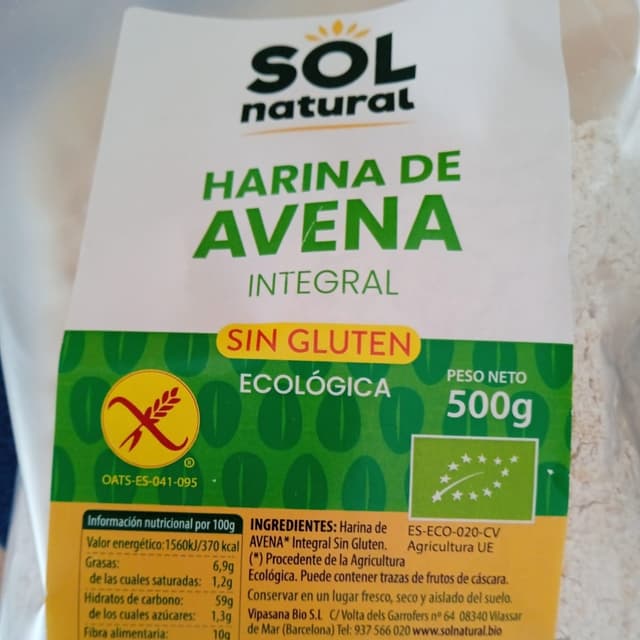 SOL
natural
HARINA DE
AVENA
INTEGRAL
SIN GLUTEN
ECOLÓGICA
PESO NETO
500g
®
OATS-ES-041-095
Información nutricional por 100g
Valor energético:1560kJ/370 kcal
Grasas: 6,9g
de las cuales saturadas: 1,2g
Hidratos de carbono: 59g
de los cuales azúcares: 1,3g
Fibra alimentaria: 10g
INGREDIENTES: Harina de
AVENA* Integral Sin Gluten.
(*) Procedente de la Agricultura
Ecológica. Puede contener trazas de frutos de cáscara.
Conservar en un lugar fresco, seco y aislado del suelo.
Vipasana Bio S.L C/ Volta dels Garrofers nº 64 08340 Vilassar
de Mar (Barcelona) Tel: 937 566 020 www.solnatural.bio
ES-ECO-020-CV
Agricultura UE